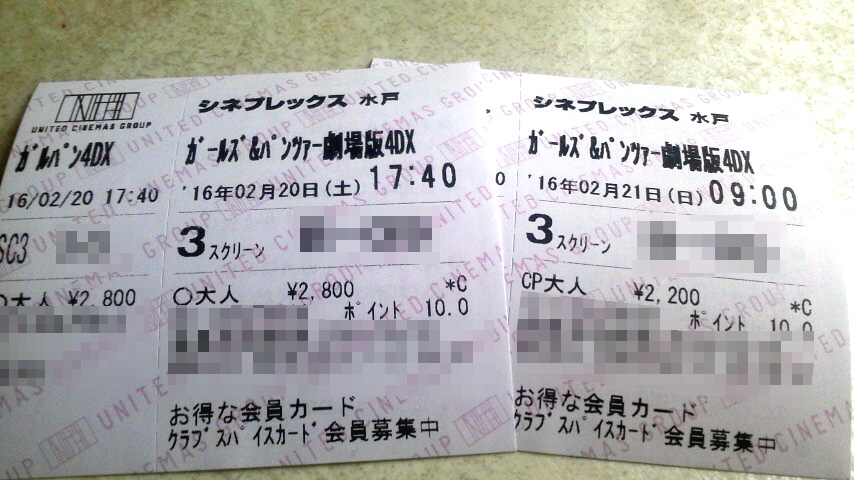 UNITED CINEMAS GROUP
ガルパン4DX
16/02/20 17:40
SC3
大人 ¥2,800
シネプレックス 水戸
ガールズ&パンツァー劇場版4DX
'16年02月20日(土) 17:40
3スクリーン
○大人 ¥2,800 *C
ポイント 10.0
お得な会員カード
クラブスパイスカード会員募集中
シネプレックス 水戸
ガールズ&パンツァー劇場版4DX
0 '16年02月21日(日) 09:00
3スクリーン
CP大人 ¥2,200 *C
ポイント 10.0
お得な会員カード
クラブスパイスカード会員募集中